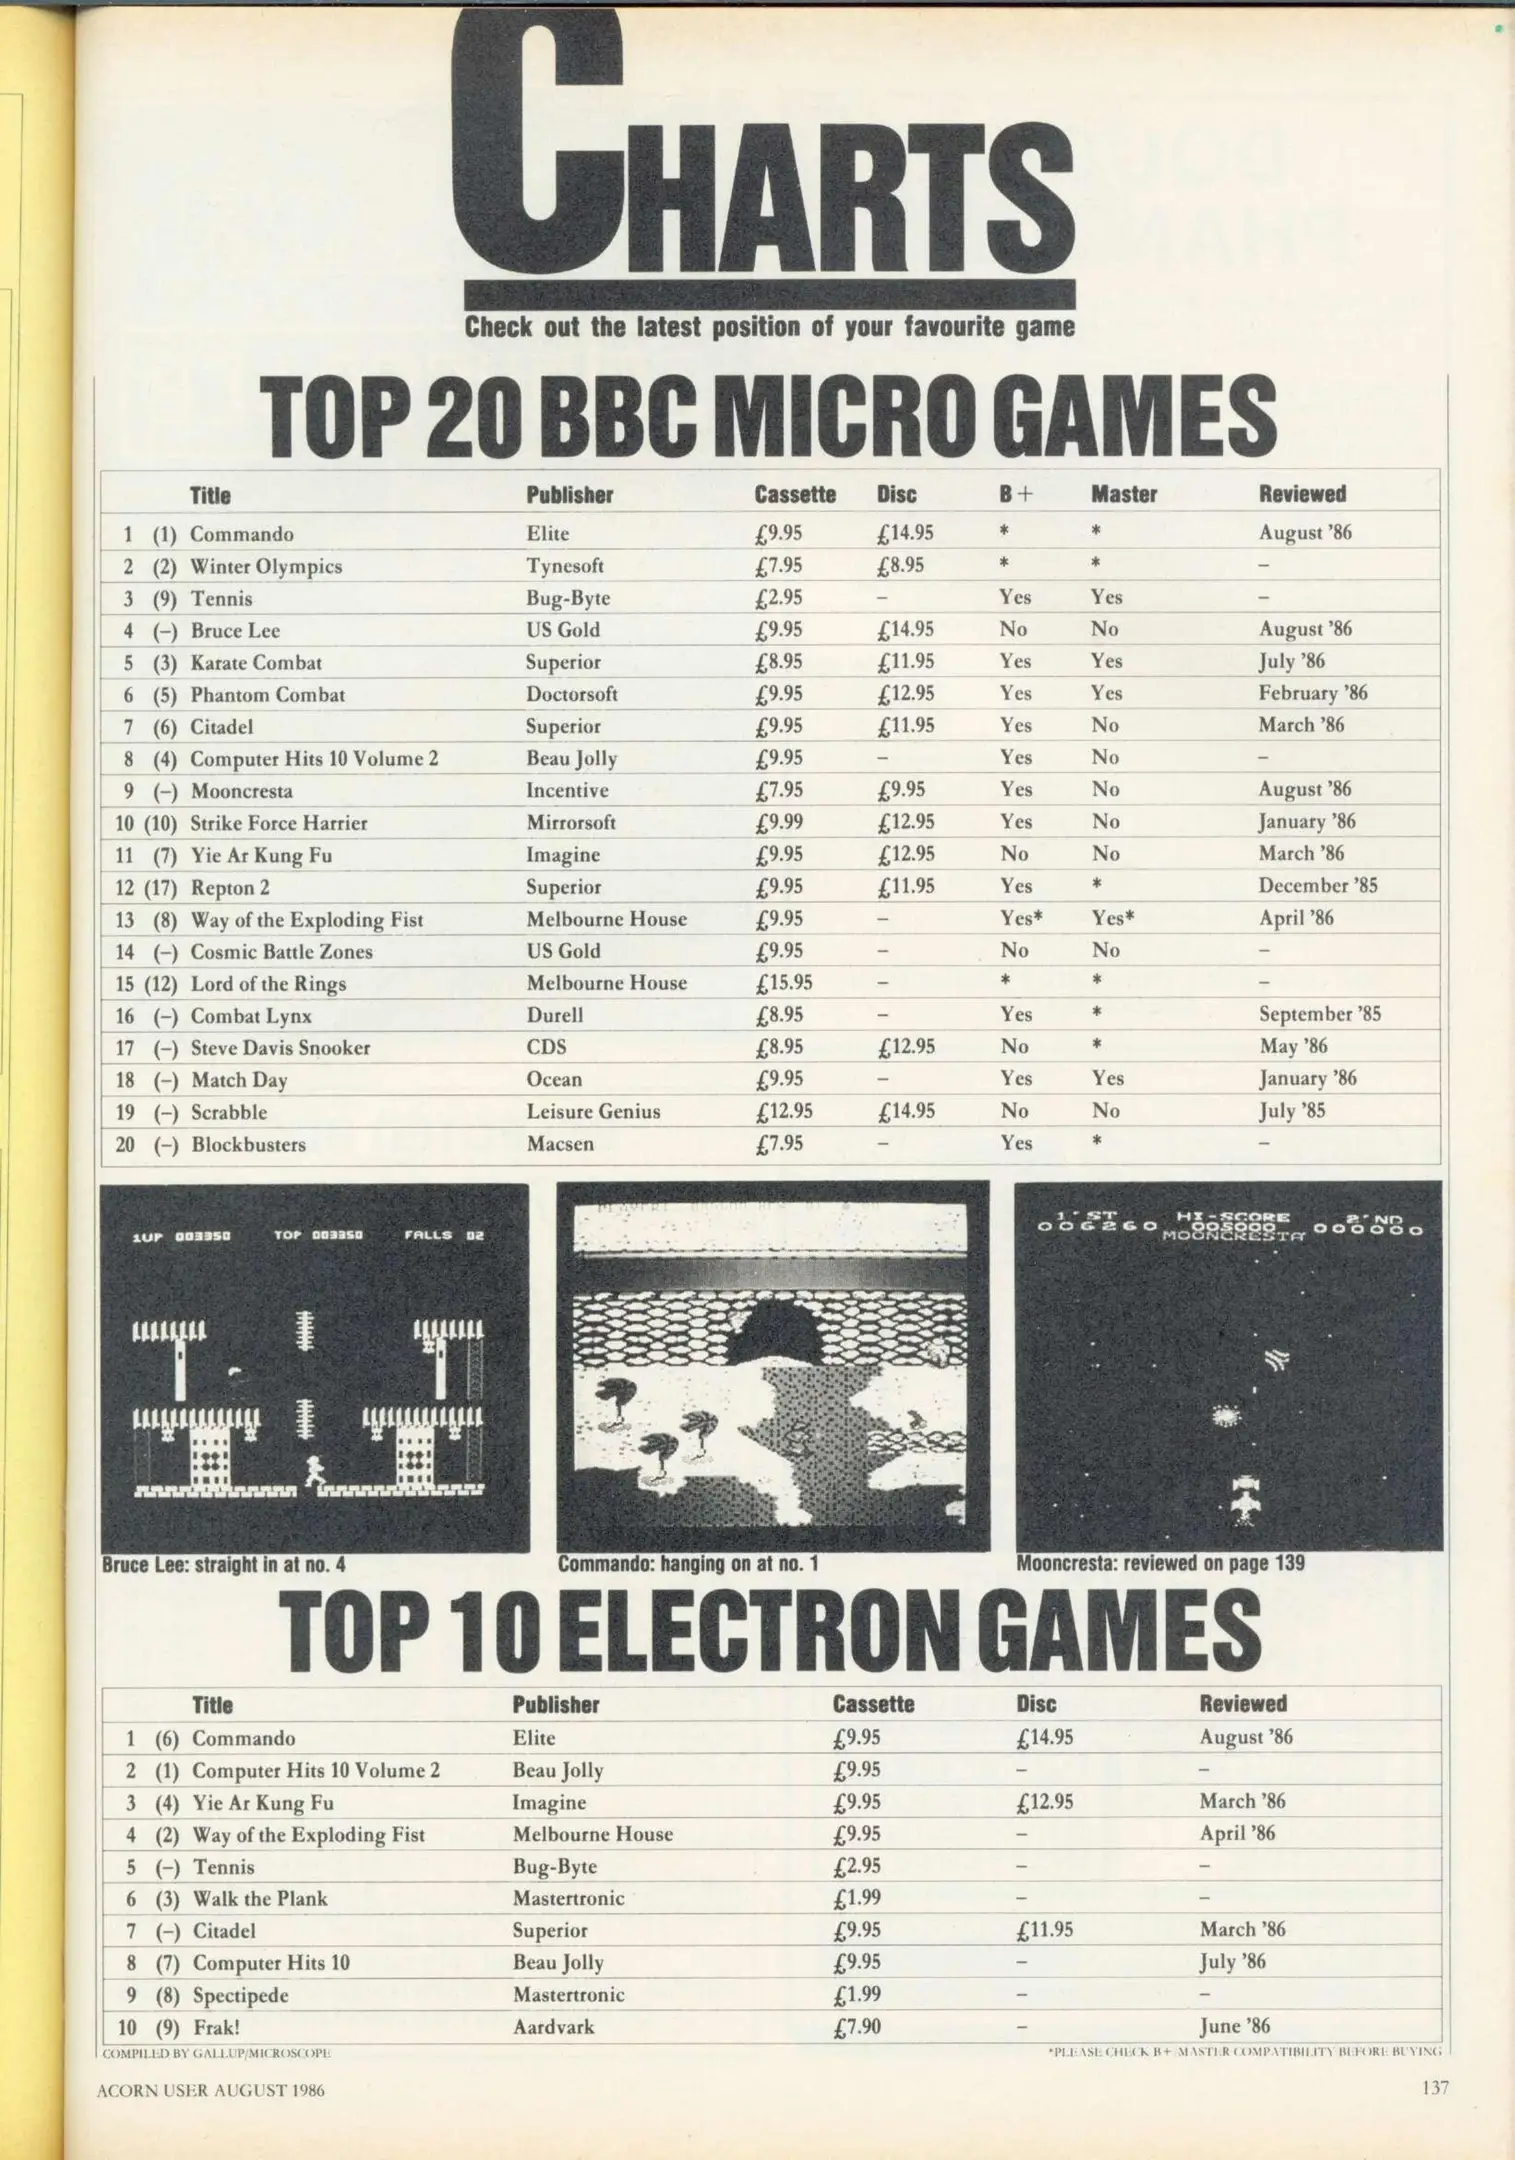 CHARTS
Check out the latest position of your favourite game
TOP 20 BBC MICRO GAMES
Title Publisher Cassette Disc B+ Master Reviewed
1 (1) Commando Elite £9.95 £14.95 * * August '86
2 (2) Winter Olympics Tynesoft £7.95 £8.95 * * –
3 (9) Tennis Bug-Byte £2.95 – Yes Yes –
4 (–) Bruce Lee US Gold £9.95 £14.95 No No August '86
5 (3) Karate Combat Superior £8.95 £11.95 Yes Yes July '86
6 (5) Phantom Combat Doctorsoft £9.95 £12.95 Yes Yes February '86
7 (6) Citadel Superior £9.95 £11.95 Yes No March '86
8 (4) Computer Hits 10 Volume 2 Beau Jolly £9.95 – Yes No –
9 (–) Mooncresta Incentive £7.95 £9.95 Yes No August '86
10 (10) Strike Force Harrier Mirrorsoft £9.99 £12.95 Yes No January '86
11 (7) Yie Ar Kung Fu Imagine £9.95 £12.95 No No March '86
12 (17) Repton 2 Superior £9.95 £11.95 Yes * December '85
13 (8) Way of the Exploding Fist Melbourne House £9.95 – Yes* Yes* April '86
14 (–) Cosmic Battle Zones US Gold £9.95 – No No –
15 (12) Lord of the Rings Melbourne House £15.95 – * * –
16 (–) Combat Lynx Durell £8.95 – Yes * September '85
17 (–) Steve Davis Snooker CDS £8.95 £12.95 No * May '86
18 (–) Match Day Ocean £9.95 – Yes Yes January '86
19 (–) Scrabble Leisure Genius £12.95 £14.95 No No July '85
20 (–) Blockbusters Macsen £7.95 – Yes * –
1UP 003350 TOP 003350 FALLS 02
1'ST HI-SCORE 2'ND
006260 005000 000000
MOONCRESTA
Bruce Lee: straight in at no. 4
Commando: hanging on at no. 1
Mooncresta: reviewed on page 139
TOP 10 ELECTRON GAMES
Title Publisher Cassette Disc Reviewed
1 (6) Commando Elite £9.95 £14.95 August '86
2 (1) Computer Hits 10 Volume 2 Beau Jolly £9.95 – –
3 (4) Yie Ar Kung Fu Imagine £9.95 £12.95 March '86
4 (2) Way of the Exploding Fist Melbourne House £9.95 – April '86
5 (–) Tennis Bug-Byte £2.95 – –
6 (3) Walk the Plank Mastertronic £1.99 – –
7 (–) Citadel Superior £9.95 £11.95 March '86
8 (7) Computer Hits 10 Beau Jolly £9.95 – July '86
9 (8) Spectipede Mastertronic £1.99 – –
10 (9) Frak! Aardvark £7.90 – June '86
COMPILED BY GALLUP/MICROSCOPE
*PLEASE CHECK B+/MASTER COMPATIBILITY BEFORE BUYING
ACORN USER AUGUST 1986
137